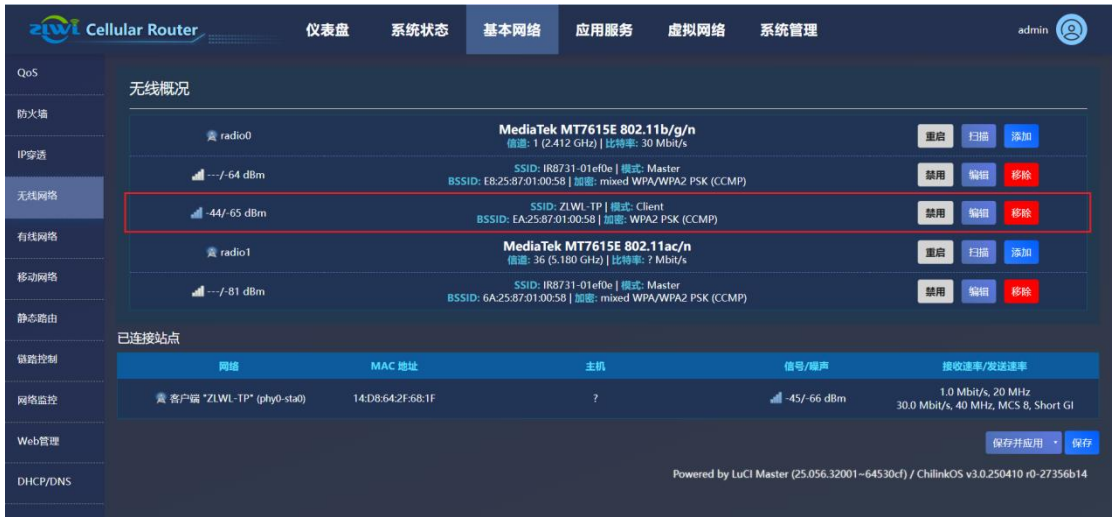 ZLWL Cellular Router 仪表盘 系统状态 基本网络 应用服务 虚拟网络 系统管理 admin
QoS
防火墙
IP穿透
无线网络
有线网络
移动网络
静态路由
链路控制
网络监控
Web管理
DHCP/DNS
无线概况
radio0 MediaTek MT7615E 802.11b/g/n 重启 扫描 添加
信道: 1 (2.412 GHz) | 比特率: 30 Mbit/s
---/-64 dBm SSID: IR8731-01ef0e | 模式: Master 禁用 编辑 移除
BSSID: E8:25:87:01:00:58 | 加密: mixed WPA/WPA2 PSK (CCMP)
-44/-65 dBm SSID: ZLWL-TP | 模式: Client 禁用 编辑 移除
BSSID: EA:25:87:01:00:58 | 加密: WPA2 PSK (CCMP)
radio1 MediaTek MT7615E 802.11ac/n 重启 扫描 添加
信道: 36 (5.180 GHz) | 比特率: ? Mbit/s
---/-81 dBm SSID: IR8731-01ef0e | 模式: Master 禁用 编辑 移除
BSSID: 6A:25:87:01:00:58 | 加密: mixed WPA/WPA2 PSK (CCMP)
已连接站点
网络 MAC 地址 主机 信号/噪声 接收速率/发送速率
客户端 "ZLWL-TP" (phy0-sta0) 14:D8:64:2F:68:1F ? -45/-66 dBm 1.0 Mbit/s, 20 MHz
30.0 Mbit/s, 40 MHz, MCS 8, Short GI
保存并应用 保存
Powered by LuCI Master (25.056.32001~64530cf) / ChilinkOS v3.0.250410 r0-27356b14